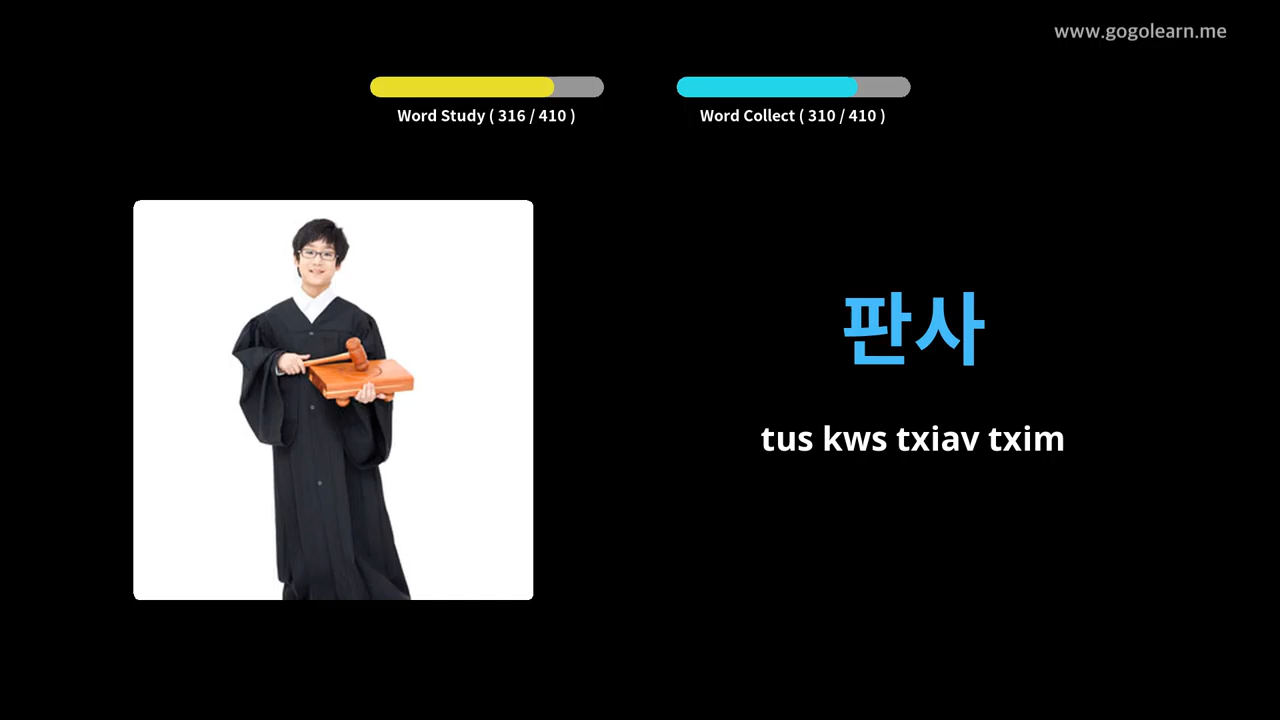 www.gogolearn.me
Word Study ( 316 / 410 )
Word Collect ( 310 / 410 )
판사
tus kws txiav txim